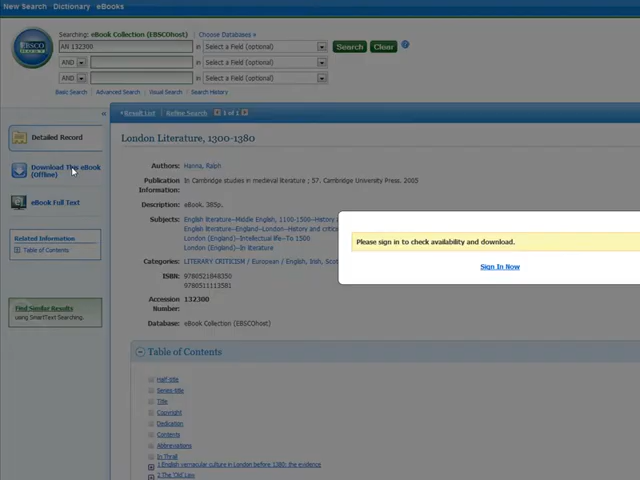 New Search Dictionary eBooks
Searching: eBook Collection (EBSCOhost) Choose Databases »
AN 132300 in Select a Field (optional) Search Clear ?
AND in Select a Field (optional)
AND in Select a Field (optional)
Basic Search Advanced Search Visual Search Search History
EBSCO
«
Detailed Record
Download This eBook
(Offline)
eBook Full Text
Related Information
Table of Contents
Find Similar Results
using SmartText Searching.
Result List Refine Search 1 of 1
London Literature, 1300-1380
Authors: Hanna, Ralph
Publication Information: In Cambridge studies in medieval literature ; 57. Cambridge University Press. 2005
Description: eBook, 385p.
Subjects: English literature--Middle English, 1100-1500--History a
English literature--England--London--History and critic
London (England)--Intellectual life--To 1500
London (England)--In literature
Categories: LITERARY CRITICISM / European / English, Irish, Sco
ISBN: 9780521848350
9780511113581
Accession Number: 132300
Database: eBook Collection (EBSCOhost)
Please sign in to check availability and download.
Sign In Now
Table of Contents
Half-title
Series-title
Title
Copyright
Dedication
Contents
Abbreviations
In Thrall
1 English vernacular culture in London before 1380: the evidence
2 The 'Old' Law